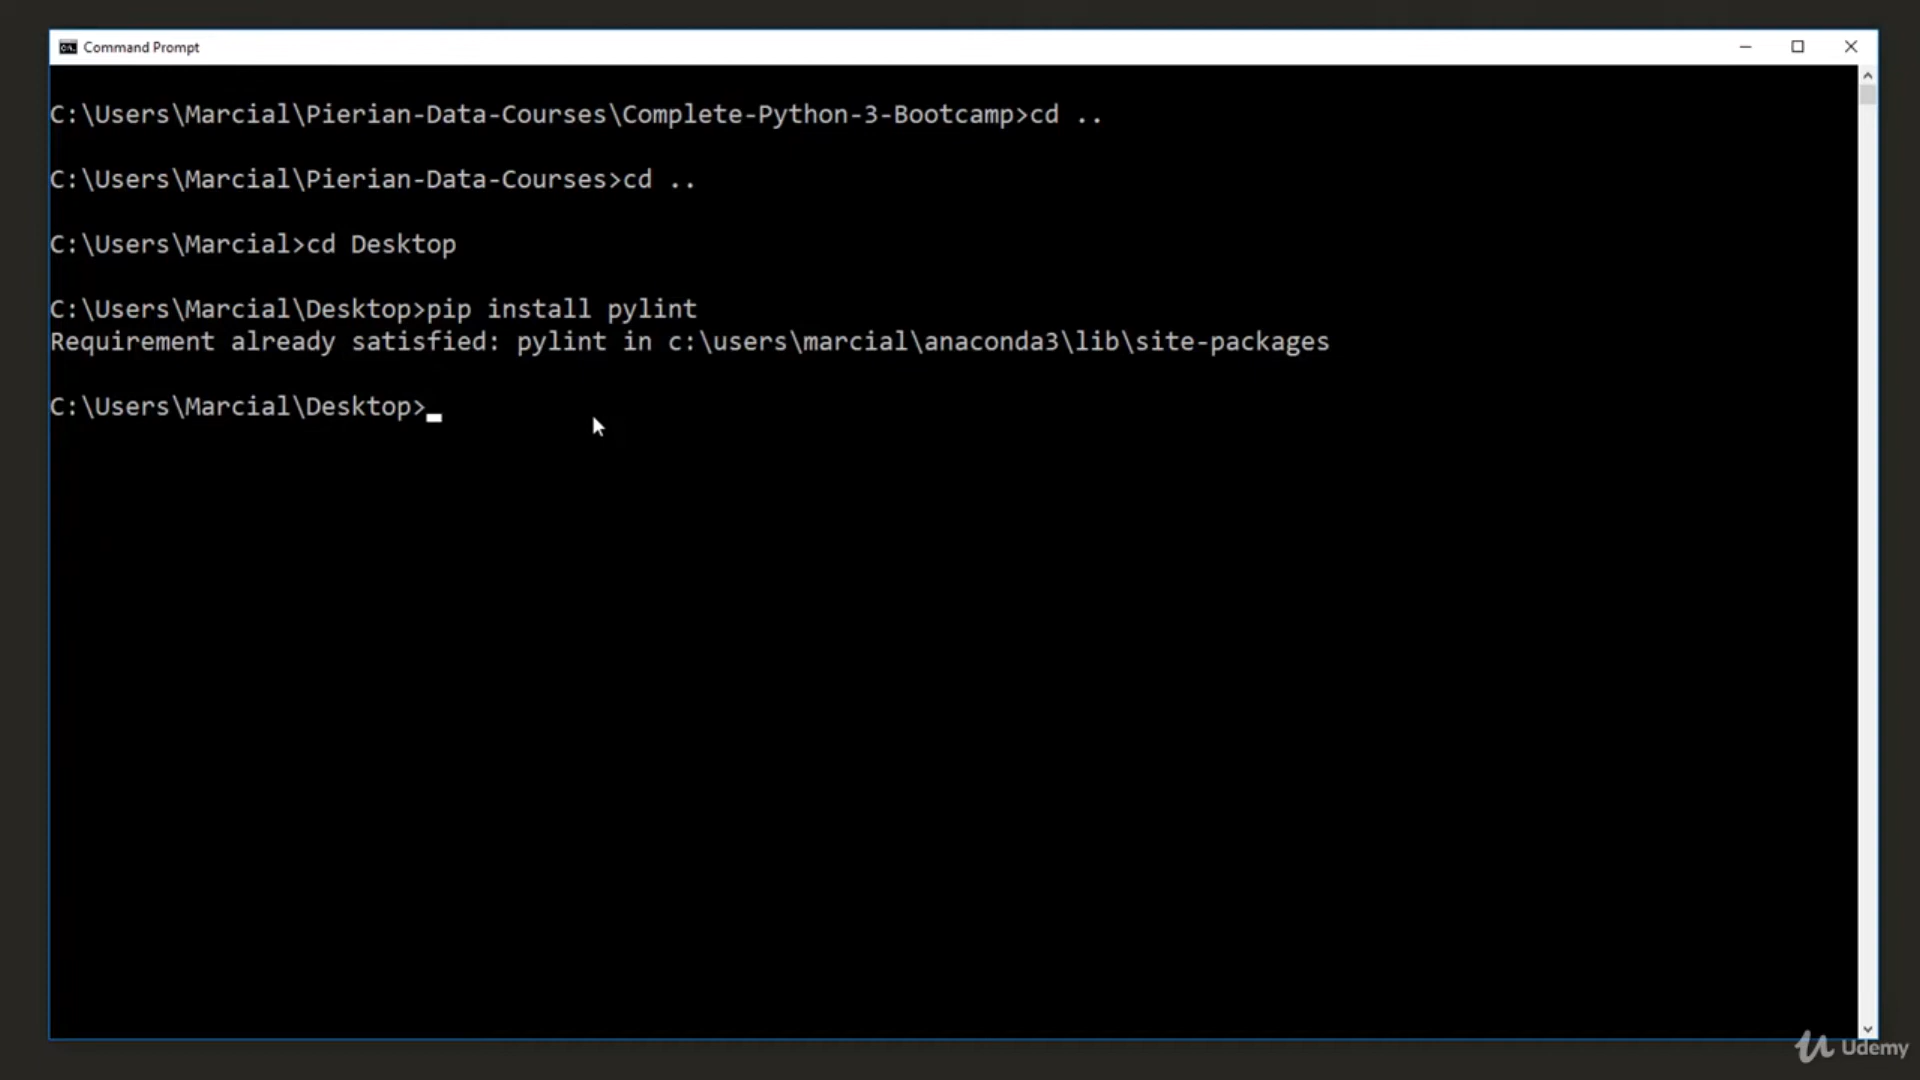 Command Prompt
C:\Users\Marcial\Pierian-Data-Courses\Complete-Python-3-Bootcamp>cd ..
C:\Users\Marcial\Pierian-Data-Courses>cd ..
C:\Users\Marcial>cd Desktop
C:\Users\Marcial\Desktop>pip install pylint
Requirement already satisfied: pylint in c:\users\marcial\anaconda3\lib\site-packages
C:\Users\Marcial\Desktop>
Udemy